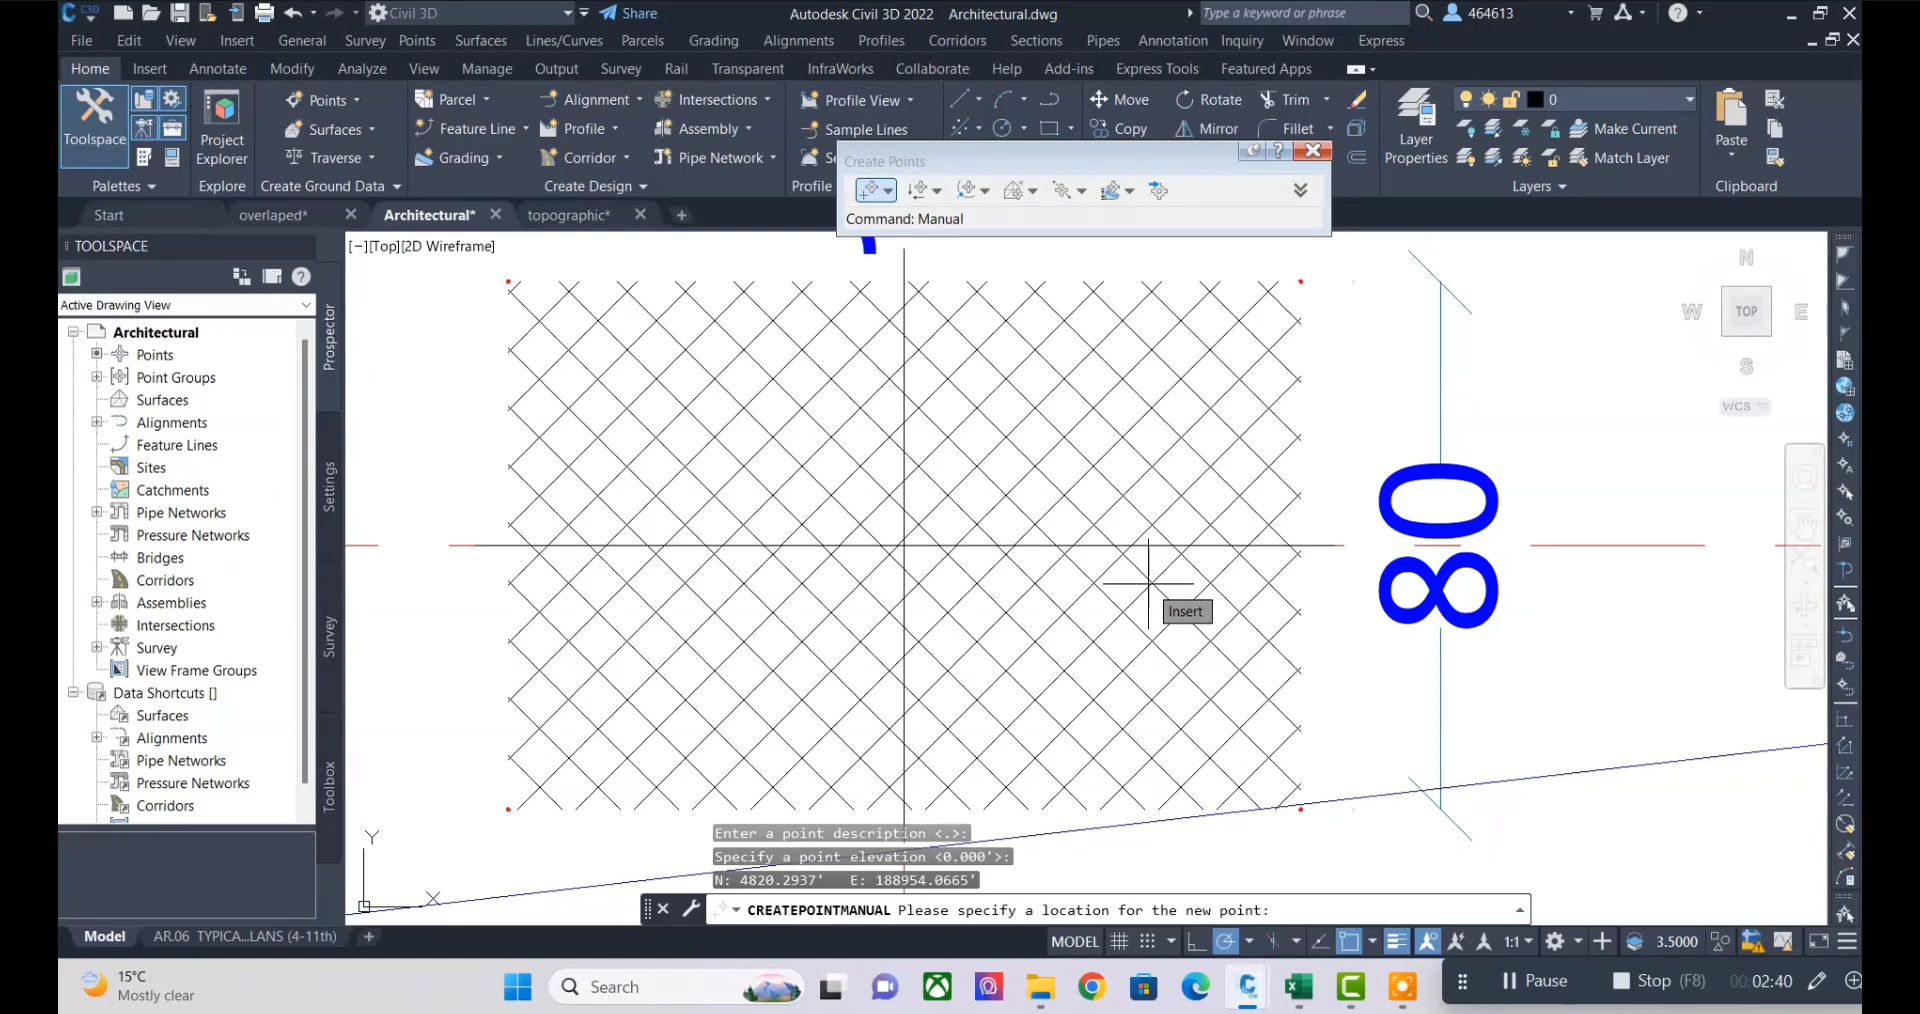 C3D Civil 3D Share Autodesk Civil 3D 2022 Architectural.dwg Type a keyword or phrase 464613
File Edit View Insert General Survey Points Surfaces Lines/Curves Parcels Grading Alignments Profiles Corridors Sections Pipes Annotation Inquiry Window Express
Home Insert Annotate Modify Analyze View Manage Output Survey Rail Transparent InfraWorks Collaborate Help Add-ins Express Tools Featured Apps
Points Parcel Alignment Intersections Profile View Move Rotate Trim 0
Toolspace Project Explorer Surfaces Feature Line Profile Assembly Sample Lines Copy Mirror Fillet Layer Properties Make Current Paste
Traverse Grading Corridor Pipe Network Se Match Layer
Palettes Explore Create Ground Data Create Design Profile Layers Clipboard
Create Points
Command: Manual
Start overlaped* Architectural* topographic*
TOOLSPACE
[−][Top][2D Wireframe]
Active Drawing View
Architectural
Points
Point Groups
Surfaces
Alignments
Feature Lines
Sites
Catchments
Pipe Networks
Pressure Networks
Bridges
Corridors
Assemblies
Intersections
Survey
View Frame Groups
Data Shortcuts []
Surfaces
Alignments
Pipe Networks
Pressure Networks
Corridors
Prospector
Settings
Survey
Toolbox
N
W TOP E
S
WCS
80
Insert
Y
X
Enter a point description <.>:
Specify a point elevation <0.000'>:
N: 4820.2937' E: 188954.0665'
CREATEPOINTMANUAL Please specify a location for the new point:
Model AR.06 TYPICA...LANS (4-11th)
MODEL 1:1 3.5000
15°C
Mostly clear
Search
Pause Stop (F8) 00:02:40